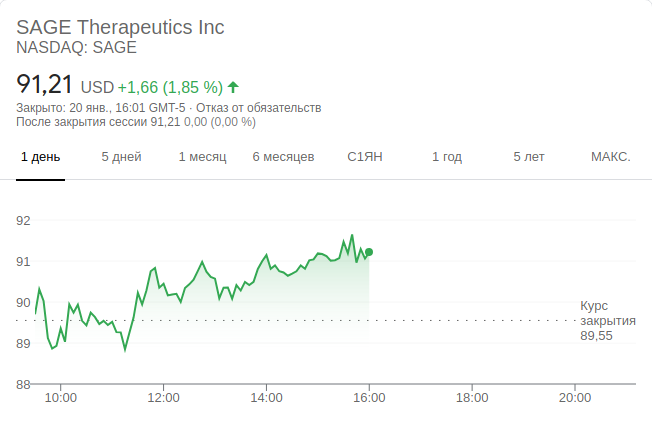 SAGE Therapeutics Inc
NASDAQ: SAGE
91,21 USD +1,66 (1,85 %)
Закрыто: 20 янв., 16:01 GMT-5 · Отказ от обязательств
После закрытия сессии 91,21 0,00 (0,00 %)
1 день 5 дней 1 месяц 6 месяцев С1ЯН 1 год 5 лет МАКС.
92
91
90
89
88
Курс
закрытия
89,55
10:00 12:00 14:00 16:00 18:00 20:00